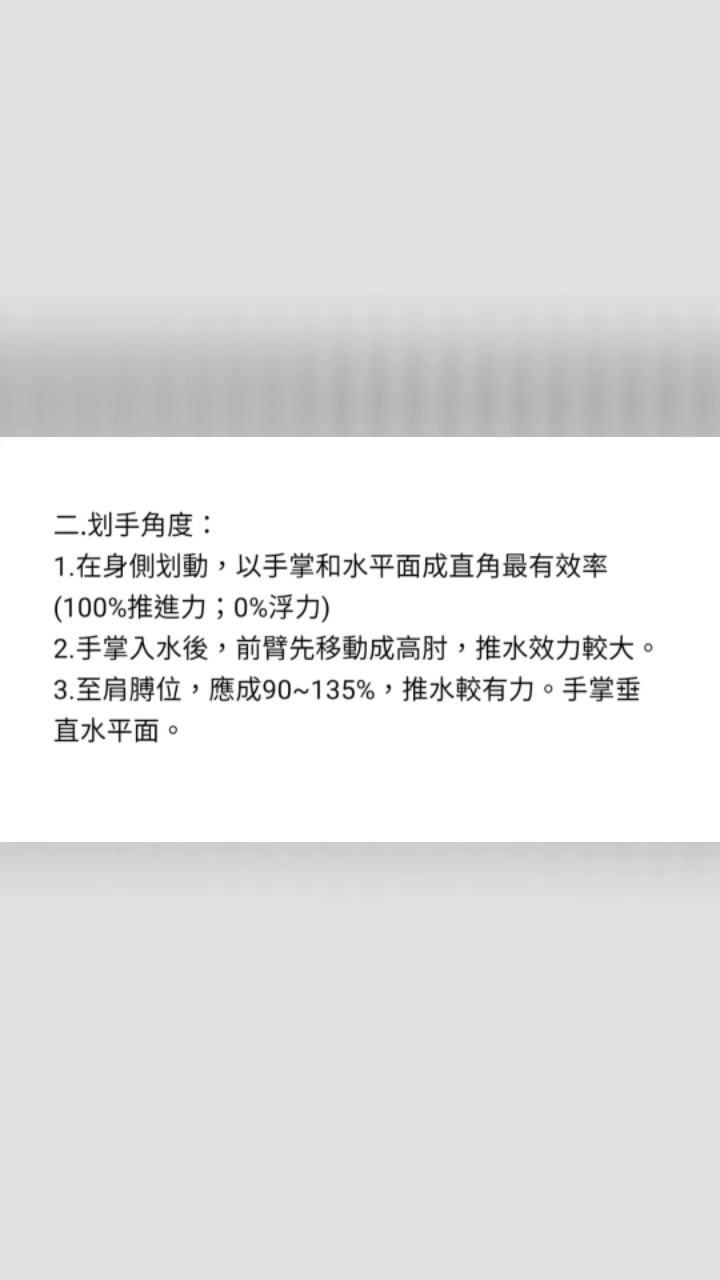 二.划手角度：
1.在身側划動，以手掌和水平面成直角最有效率
(100%推進力；0%浮力)
2.手掌入水後，前臂先移動成高肘，推水效力較大。
3.至肩膊位，應成90~135%，推水較有力。手掌垂
直水平面。